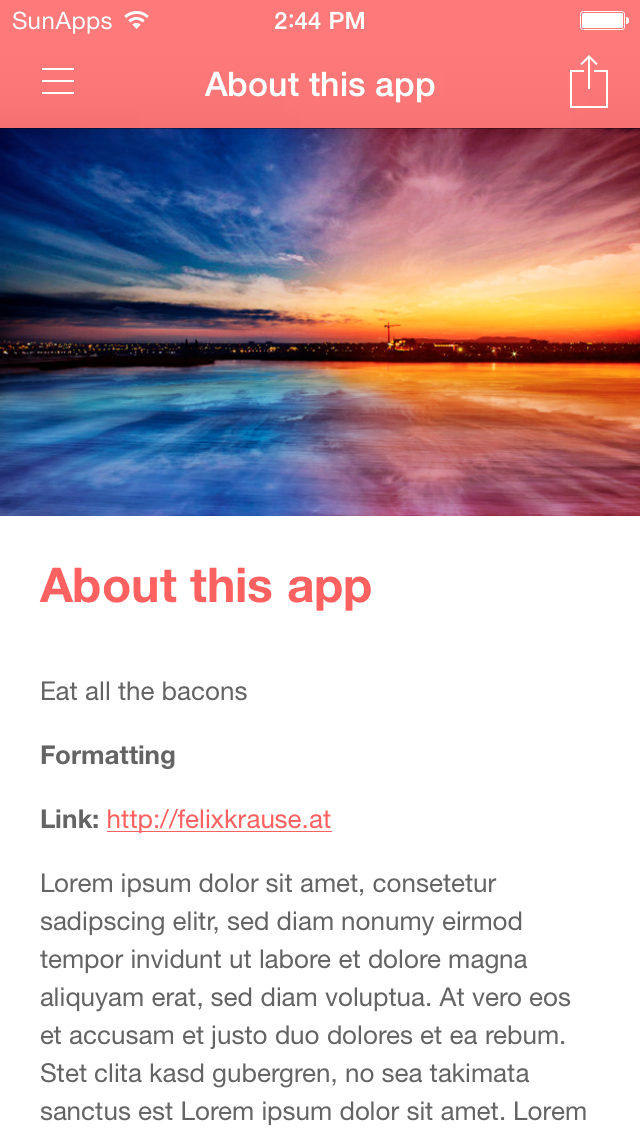 SunApps 2:44 PM
About this app
About this app
Eat all the bacons
Formatting
Link: http://felixkrause.at
Lorem ipsum dolor sit amet, consetetur
sadipscing elitr, sed diam nonumy eirmod
tempor invidunt ut labore et dolore magna
aliquyam erat, sed diam voluptua. At vero eos
et accusam et justo duo dolores et ea rebum.
Stet clita kasd gubergren, no sea takimata
sanctus est Lorem ipsum dolor sit amet. Lorem